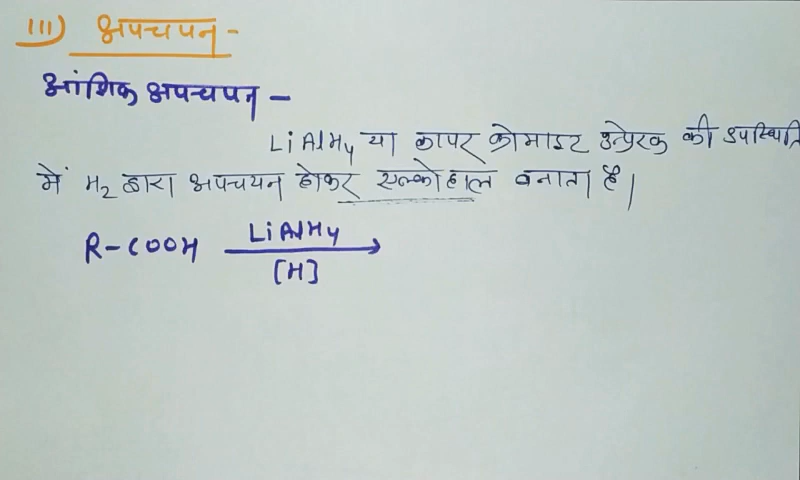 III) अपचयन -
आंशिक अपचयन -
LiAlH4 या कापर क्रोमाइट उत्प्रेरक की उपस्थिति
में H2 द्वारा अपचयन होकर एल्कोहाल बनाता है।
R-COOH LiAlH4
[H]